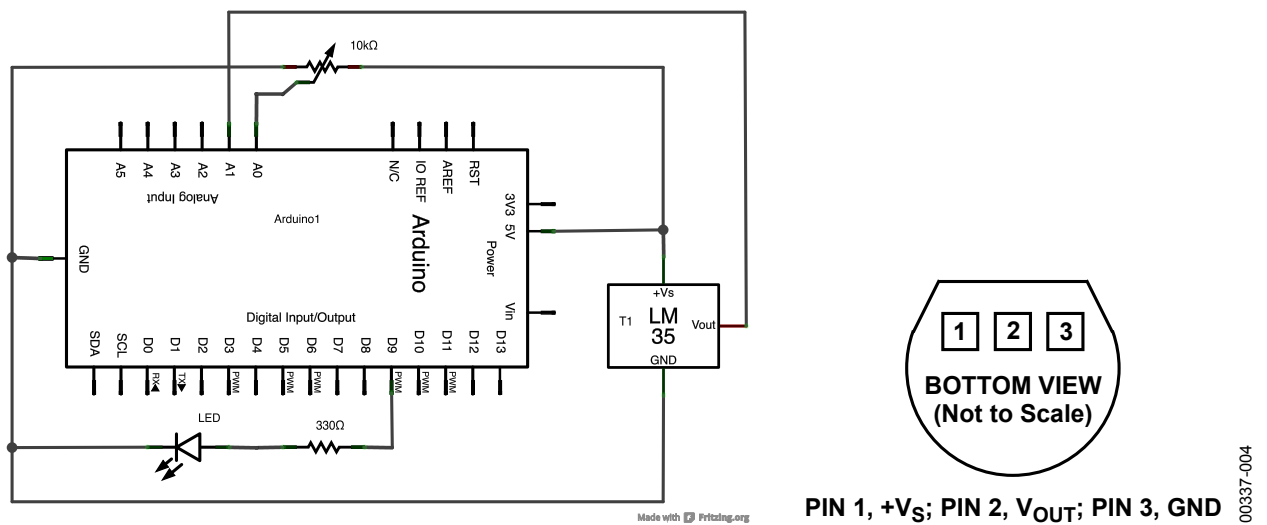 10kΩ
A5
A4
A3
A2
A1
A0
N/C
IO REF
AREF
RST
Analog Input
Arduino1
Arduino
3V3
5V
Power
Vin
GND
Digital Input/Output
SDA
SCL
D0
D1
D2
D3
D4
D5
D6
D7
D8
D9
D10
D11
D12
D13
RX
TX
PWM
PWM
PWM
PWM
PWM
PWM
+Vs
T1
LM
35
Vout
GND
LED
330Ω
Made with F Fritzing.org
1 2 3
BOTTOM VIEW
(Not to Scale)
PIN 1, +VS; PIN 2, VOUT; PIN 3, GND
00337-004